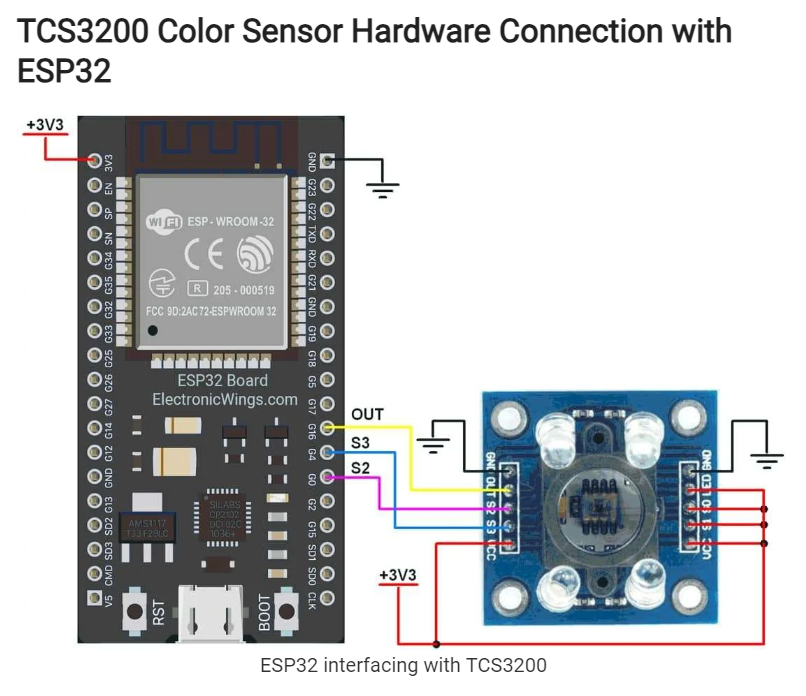 TCS3200 Color Sensor Hardware Connection with
ESP32
+3V3
3V3
EN
SP
SN
G34
G35
G32
G33
G25
G26
G27
G14
G12
GND
G13
SD2
SD3
CMD
V5
GND
G23
G22
TXD
RXD
G21
GND
G19
G18
G5
G17
G16
G4
G0
G2
G15
SD1
SD0
CLK
WiFi ESP - WROOM-32
CE
R 205 - 000519
FCC 9D:2AC72-ESPWROOM 32
ESP32 Board
ElectronicWings.com
SILABS
CP2102
DCL02C
1036+
AMS1117
RST
BOOT
OUT
S3
S2
GND OUT S2 S3 VCC
GND LED S0 S1 VCC
+3V3
ESP32 interfacing with TCS3200